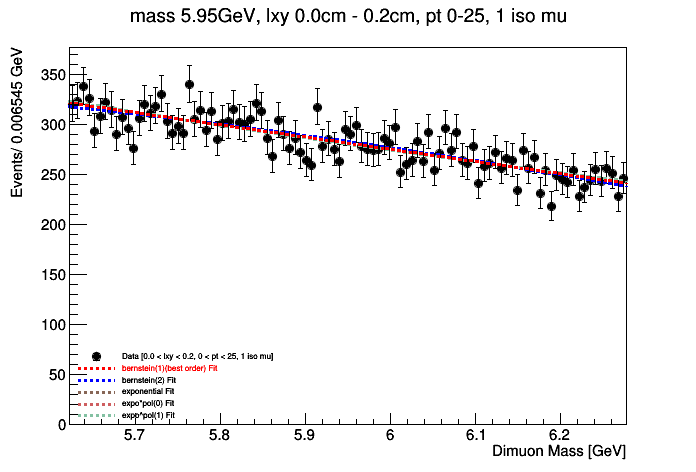 mass 5.95GeV, lxy 0.0cm - 0.2cm, pt 0-25, 1 iso mu
Events/ 0.006545 GeV
350
300
250
200
150
100
50
0
Data [0.0 < lxy < 0.2, 0 < pt < 25, 1 iso mu]
bernstein(1)(best order) Fit
bernstein(2) Fit
exponential Fit
expo*pol(0) Fit
expo*pol(1) Fit
5.7 5.8 5.9 6 6.1 6.2
Dimuon Mass [GeV]